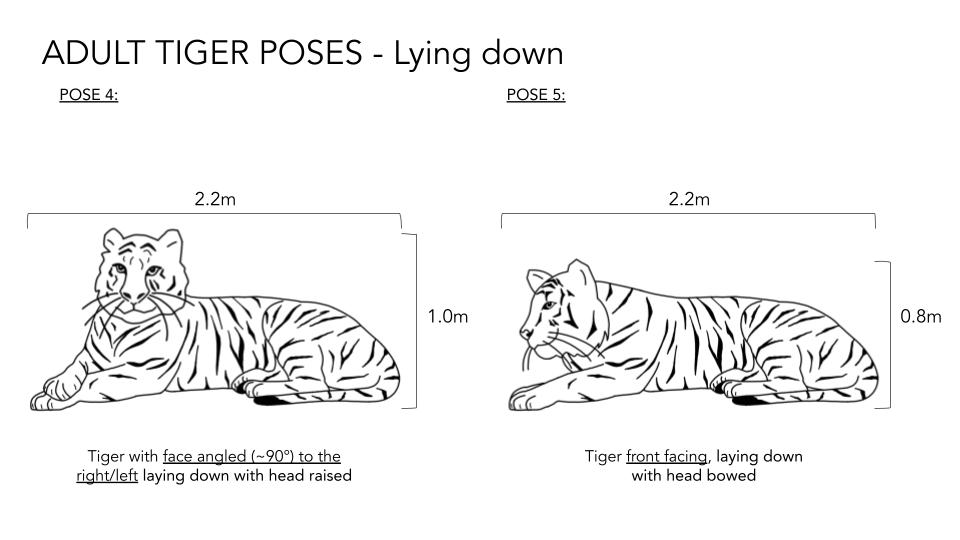 ADULT TIGER POSES - Lying down
POSE 4:
2.2m
1.0m
Tiger with face angled (~90°) to the
right/left laying down with head raised
POSE 5:
2.2m
0.8m
Tiger front facing, laying down
with head bowed